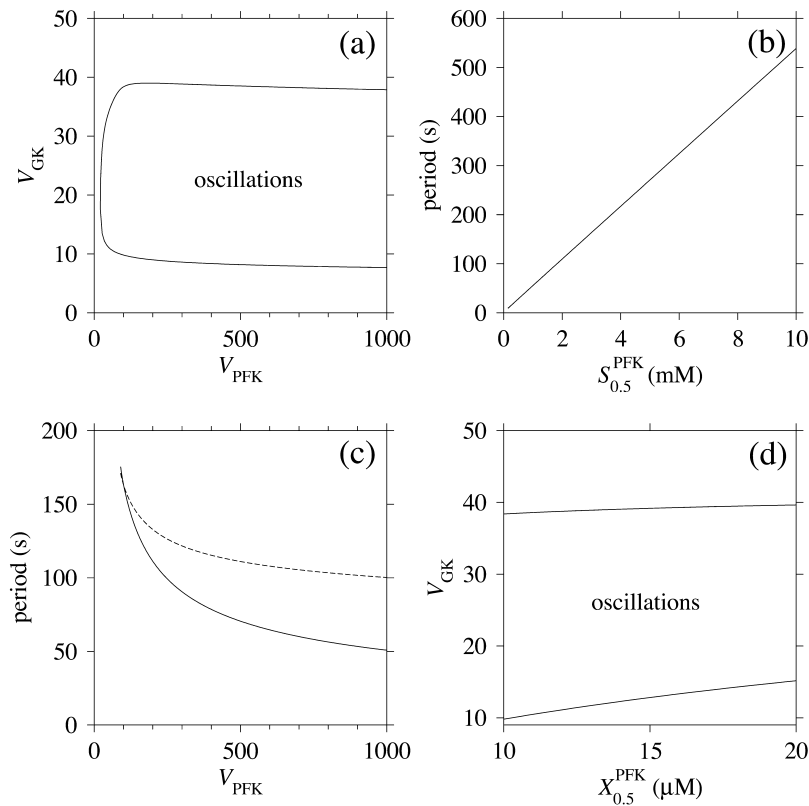 (a)
50
40
30
20
10
0
V_GK
oscillations
0 500 1000
V_PFK
(b)
600
500
400
300
200
100
0
period (s)
0 2 4 6 8 10
S_0.5^PFK (mM)
(c)
200
150
100
50
0
period (s)
0 500 1000
V_PFK
(d)
50
40
30
20
10
V_GK
oscillations
10 15 20
X_0.5^PFK (μM)